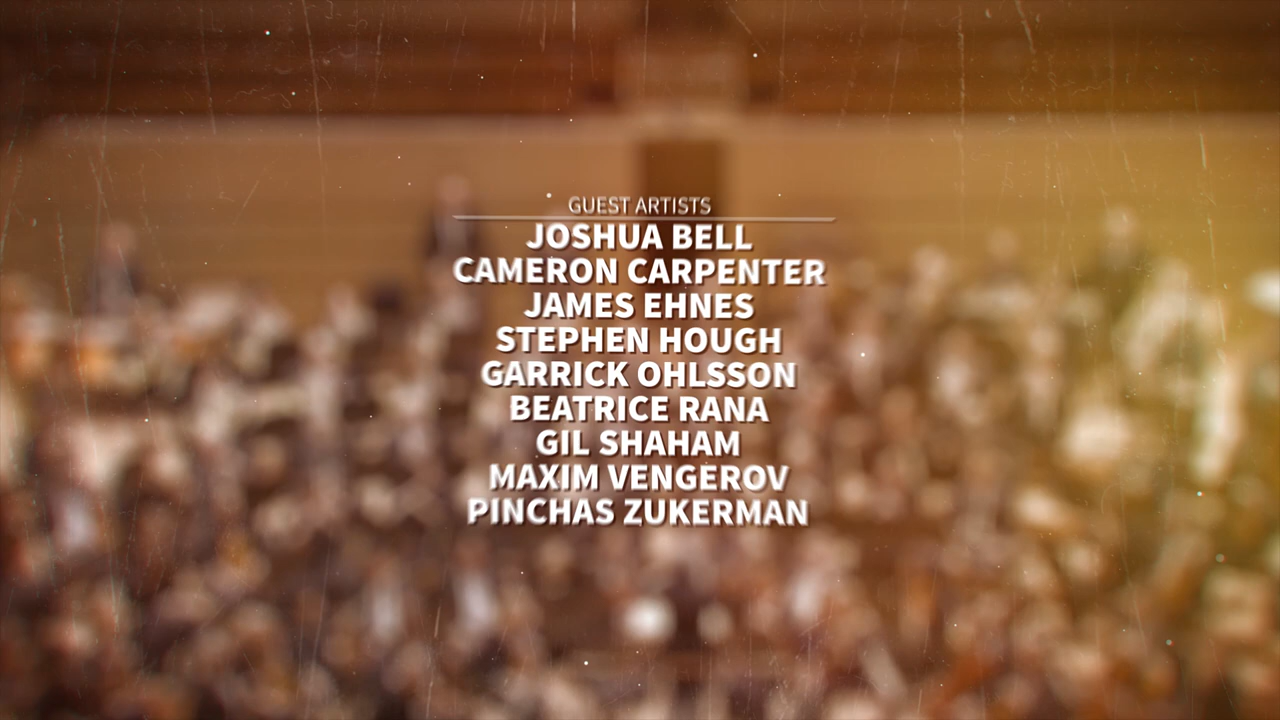 GUEST ARTISTS
JOSHUA BELL
CAMERON CARPENTER
JAMES EHNES
STEPHEN HOUGH
GARRICK OHLSSON
BEATRICE RANA
GIL SHAHAM
MAXIM VENGEROV
PINCHAS ZUKERMAN